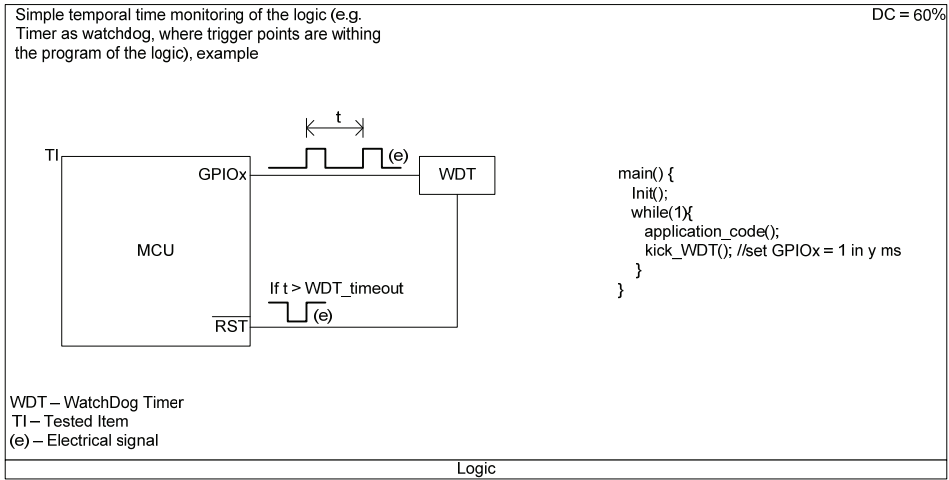 Simple temporal time monitoring of the logic (e.g.
Timer as watchdog, where trigger points are withing
the program of the logic), example
DC = 60%
t
TI
GPIOx
(e)
WDT
MCU
If t > WDT_timeout
(e)
RST
main() {
Init();
while(1){
application_code();
kick_WDT(); //set GPIOx = 1 in y ms
}
}
WDT – WatchDog Timer
TI – Tested Item
(e) – Electrical signal
Logic